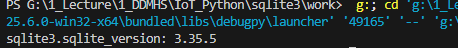 PS G:\1_Lecture\1_DDMHS\IoT_Python\sqlite3\work>  g:; cd 'g:\1_Le
25.6.0-win32-x64\bundled\libs\debugpy\launcher' '49165' '--' 'g:\
sqlite3.sqlite_version: 3.35.5